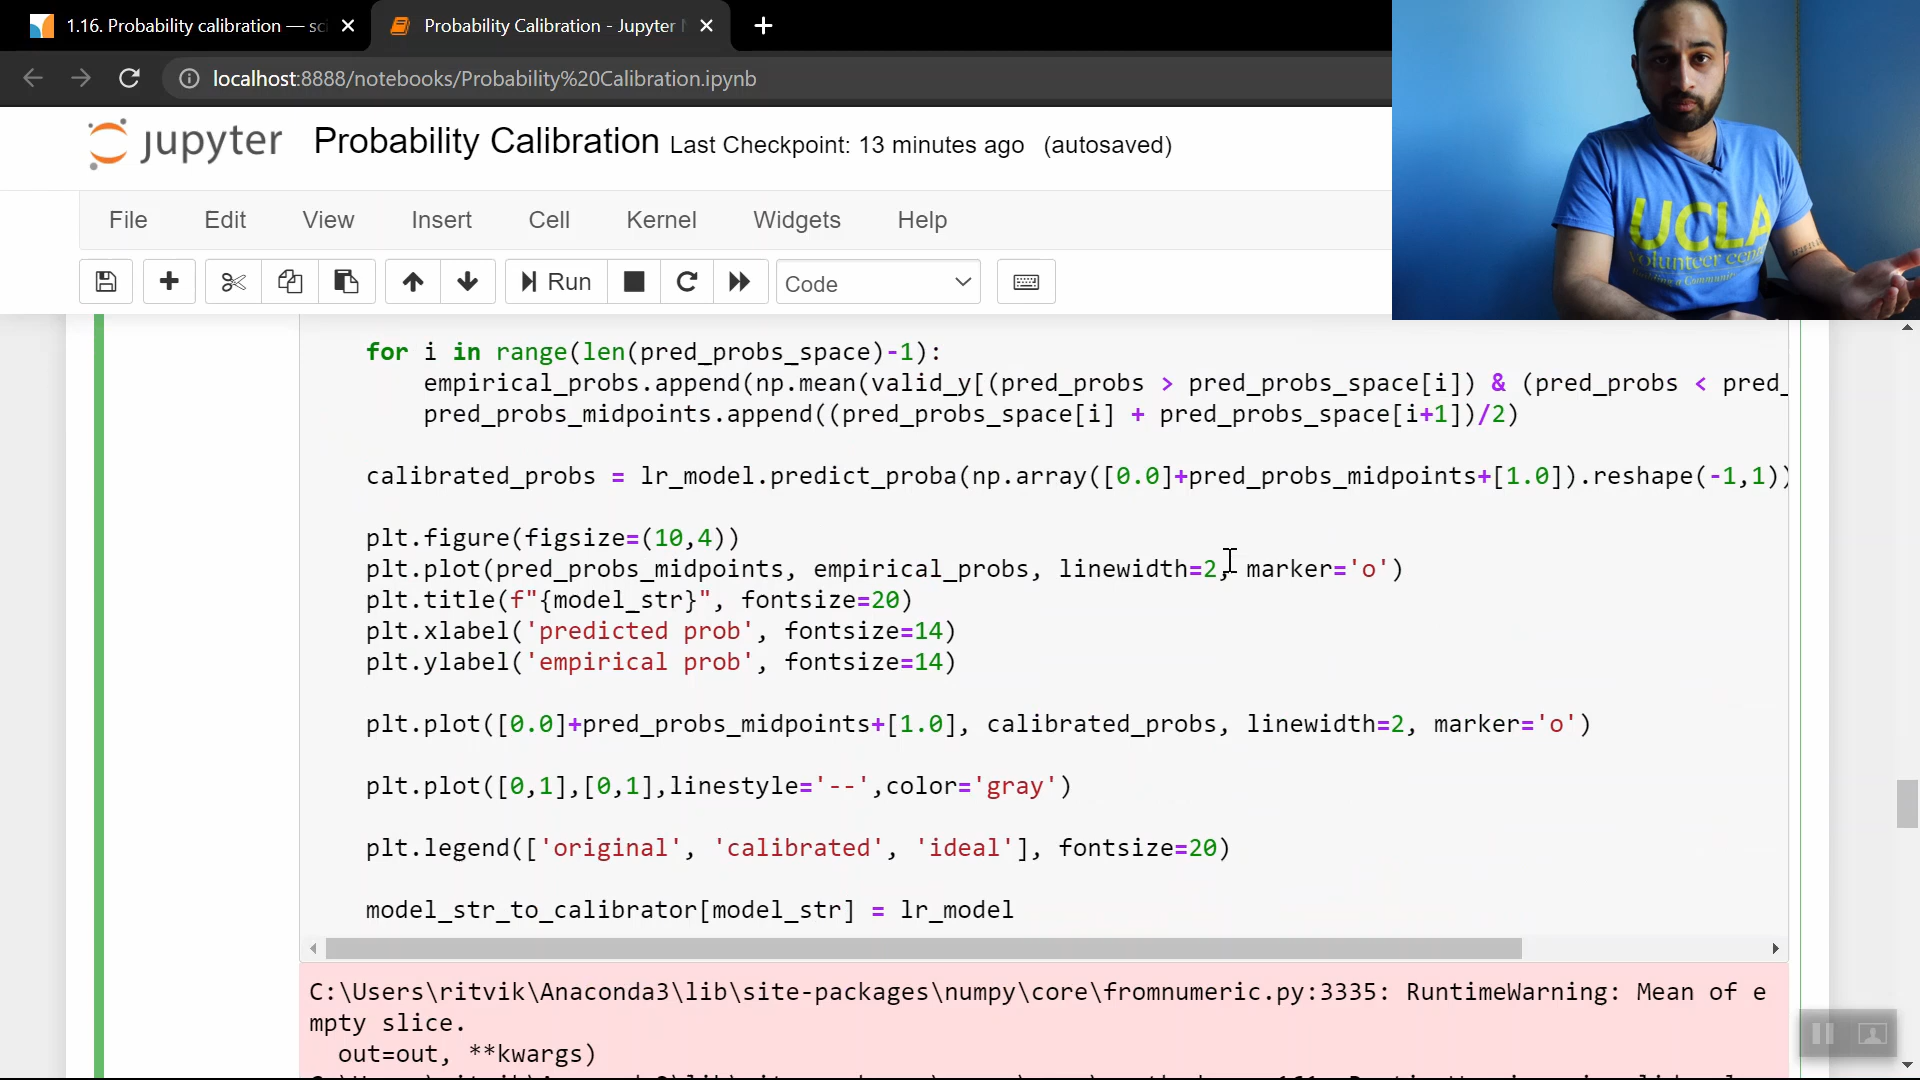 1.16. Probability calibration — sc
Probability Calibration - Jupyter N
localhost:8888/notebooks/Probability%20Calibration.ipynb
jupyter Probability Calibration Last Checkpoint: 13 minutes ago (autosaved)
File Edit View Insert Cell Kernel Widgets Help
Run Code
UCLA
volunteer center
for i in range(len(pred_probs_space)-1):
empirical_probs.append(np.mean(valid_y[(pred_probs > pred_probs_space[i]) & (pred_probs < pred_
pred_probs_midpoints.append((pred_probs_space[i] + pred_probs_space[i+1])/2)
calibrated_probs = lr_model.predict_proba(np.array([0.0]+pred_probs_midpoints+[1.0]).reshape(-1,1))
plt.figure(figsize=(10,4))
plt.plot(pred_probs_midpoints, empirical_probs, linewidth=2, marker='o')
plt.title(f"{model_str}", fontsize=20)
plt.xlabel('predicted prob', fontsize=14)
plt.ylabel('empirical prob', fontsize=14)
plt.plot([0.0]+pred_probs_midpoints+[1.0], calibrated_probs, linewidth=2, marker='o')
plt.plot([0,1],[0,1],linestyle='--',color='gray')
plt.legend(['original', 'calibrated', 'ideal'], fontsize=20)
model_str_to_calibrator[model_str] = lr_model
C:\Users\ritvik\Anaconda3\lib\site-packages\numpy\core\fromnumeric.py:3335: RuntimeWarning: Mean of e
mpty slice.
out=out, **kwargs)